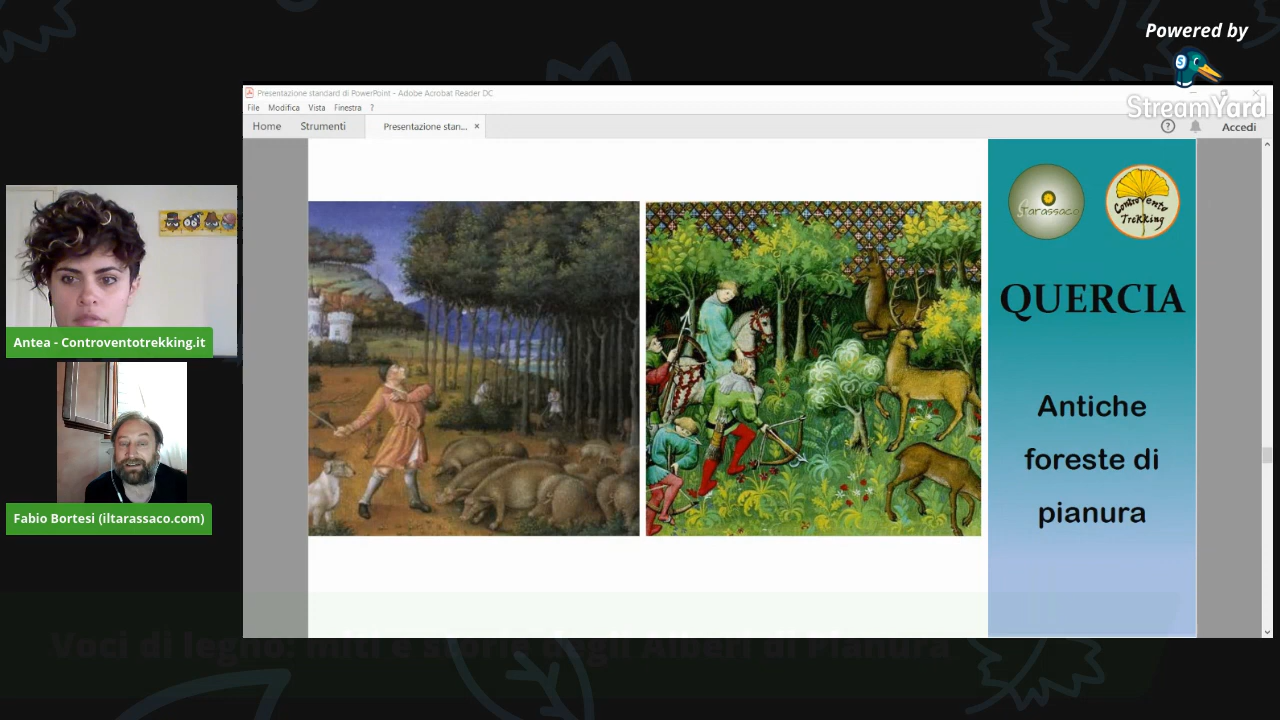 Powered by
StreamYard
Presentazione standard di PowerPoint - Adobe Acrobat Reader DC
File Modifica Vista Finestra ?
Home Strumenti Presentazione stan... ×
? Accedi
iltarassaco
Controvento
Trekking
QUERCIA
Antiche
foreste di
pianura
Antea - Controventotrekking.it
Fabio Bortesi (iltarassaco.com)
Voci di legno: miti e storie degli Alberi di Pianura